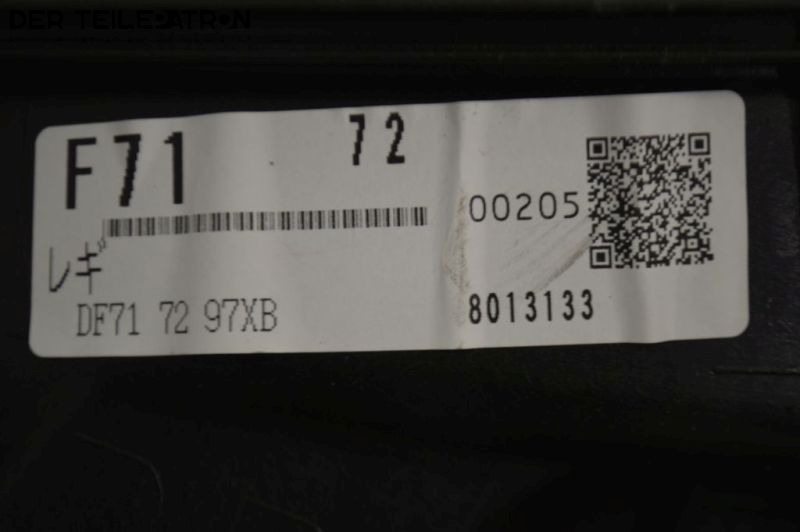 DER TEILEPATRON
F71 72
00205
レギ
DF71 72 97XB
8013133